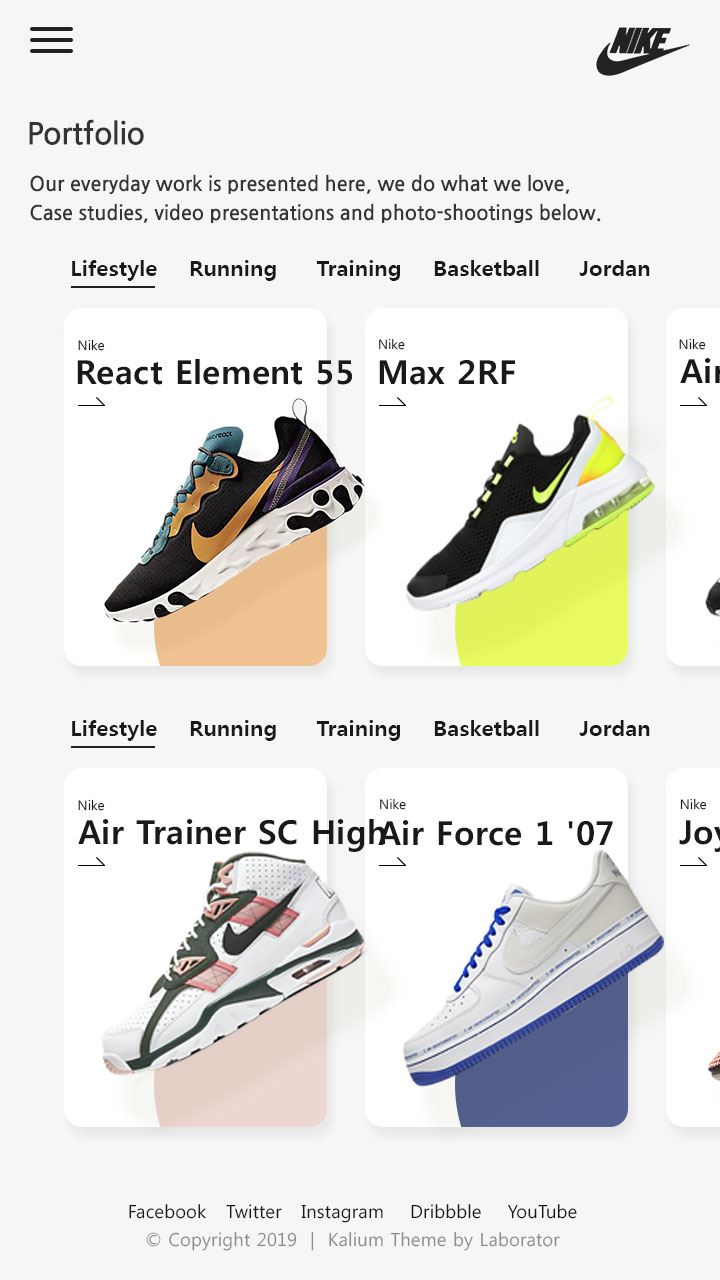 NIKE
Portfolio
Our everyday work is presented here, we do what we love,
Case studies, video presentations and photo-shootings below.
Lifestyle Running Training Basketball Jordan
Nike Nike Nike
React Element 55 Max 2RF Air
Lifestyle Running Training Basketball Jordan
Nike Nike Nike
Air Trainer SC High Air Force 1 '07 Joy
Facebook Twitter Instagram Dribbble YouTube
© Copyright 2019 | Kalium Theme by Laborator